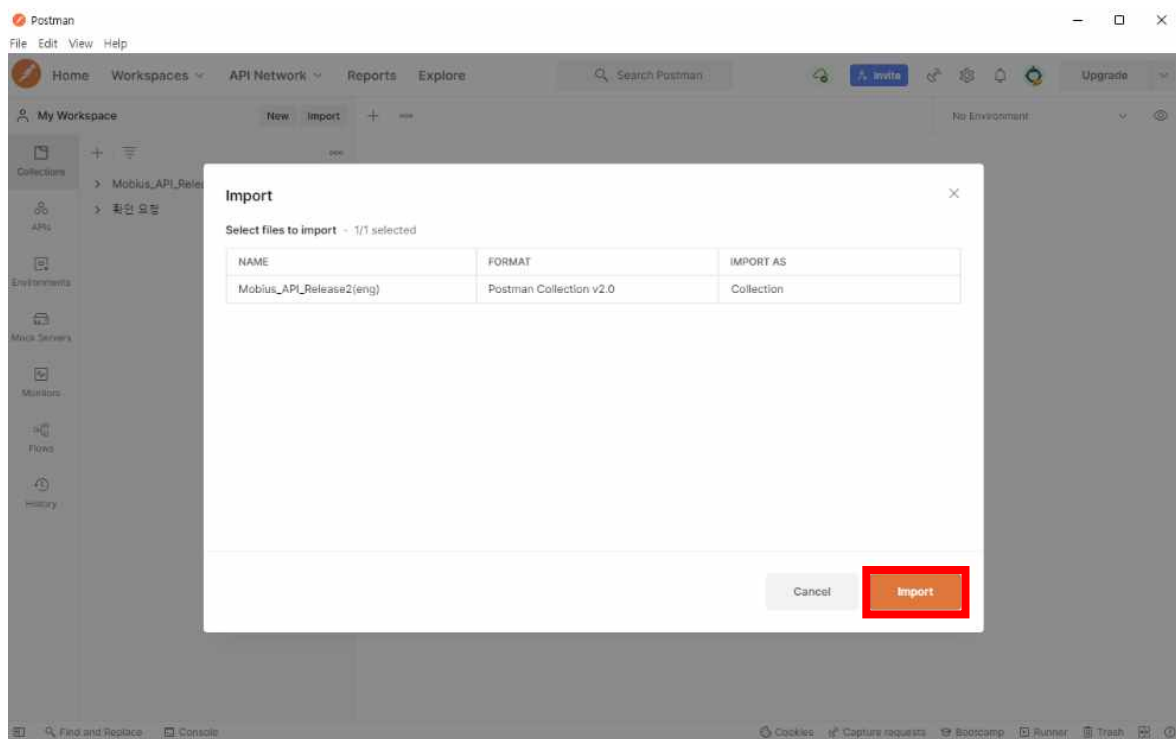 Postman
File Edit View Help
Home Workspaces API Network Reports Explore Search Postman Invite Upgrade
My Workspace New Import No Environment
Collections
Mobius_API_Relea
확인 요청
APIs
Environments
Mock Servers
Monitors
Flows
History
Import
Select files to import - 1/1 selected
NAME FORMAT IMPORT AS
Mobius_API_Release2(eng) Postman Collection v2.0 Collection
Cancel Import
Find and Replace Console Cookies Capture requests Bootcamp Runner Trash